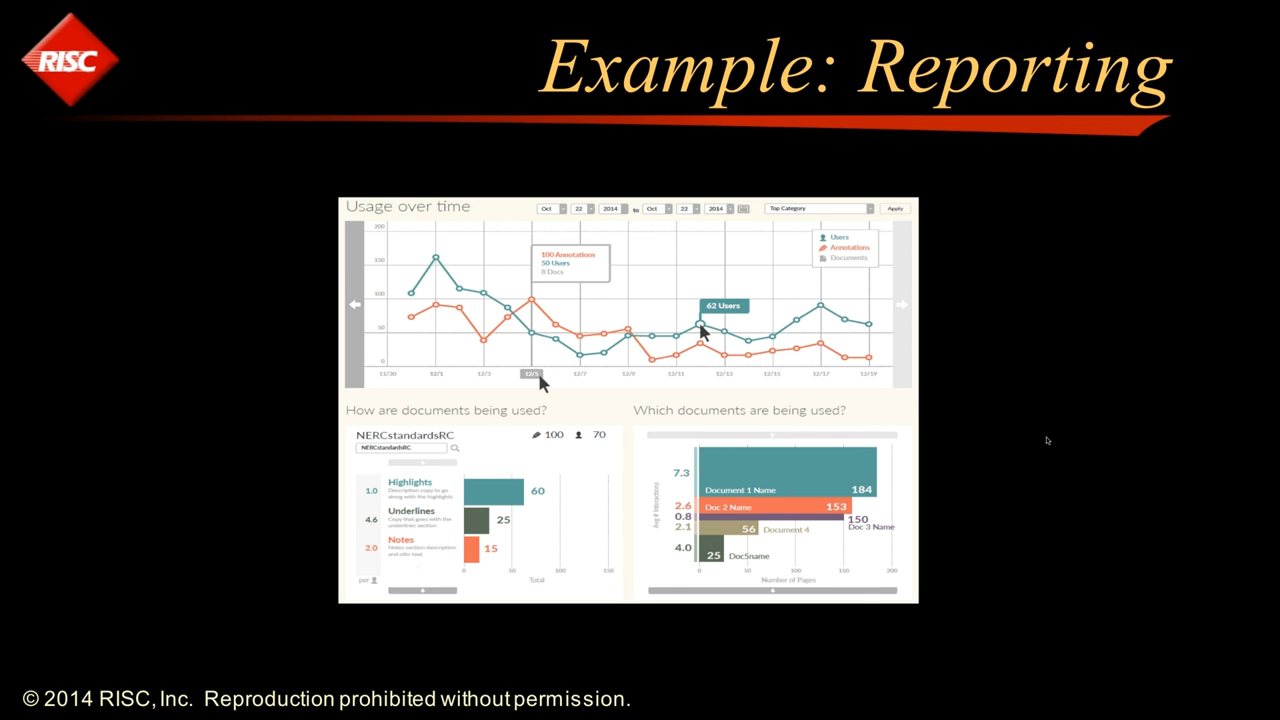 RISC
Example: Reporting
Usage over time
Oct 22 2014 to Oct 22 2014 Top Category Apply
200
150
100
50
0
100 Annotations
50 Users
8 Docs
62 Users
Users
Annotations
Documents
11/30 12/1 12/3 12/5 12/7 12/9 12/11 12/13 12/15 12/17 12/19
How are documents being used?
NERCstandardsRC 100 70
NERCstandardsRC
1.0 Highlights 60
Description copy to go
along with the highlights.
4.6 Underlines 25
Copy that goes with the
underlines section
2.0 Notes 15
Notes section description
and othr text
per
0 50 100 150
Total
Which documents are being used?
Avg # Interactions
7.3 Document 1 Name 184
2.6 Doc 2 Name 153
0.8 150
Doc 3 Name
2.1 56 Document 4
4.0 25 Doc5name
0 50 100 150 200
Number of Pages
© 2014 RISC, Inc. Reproduction prohibited without permission.